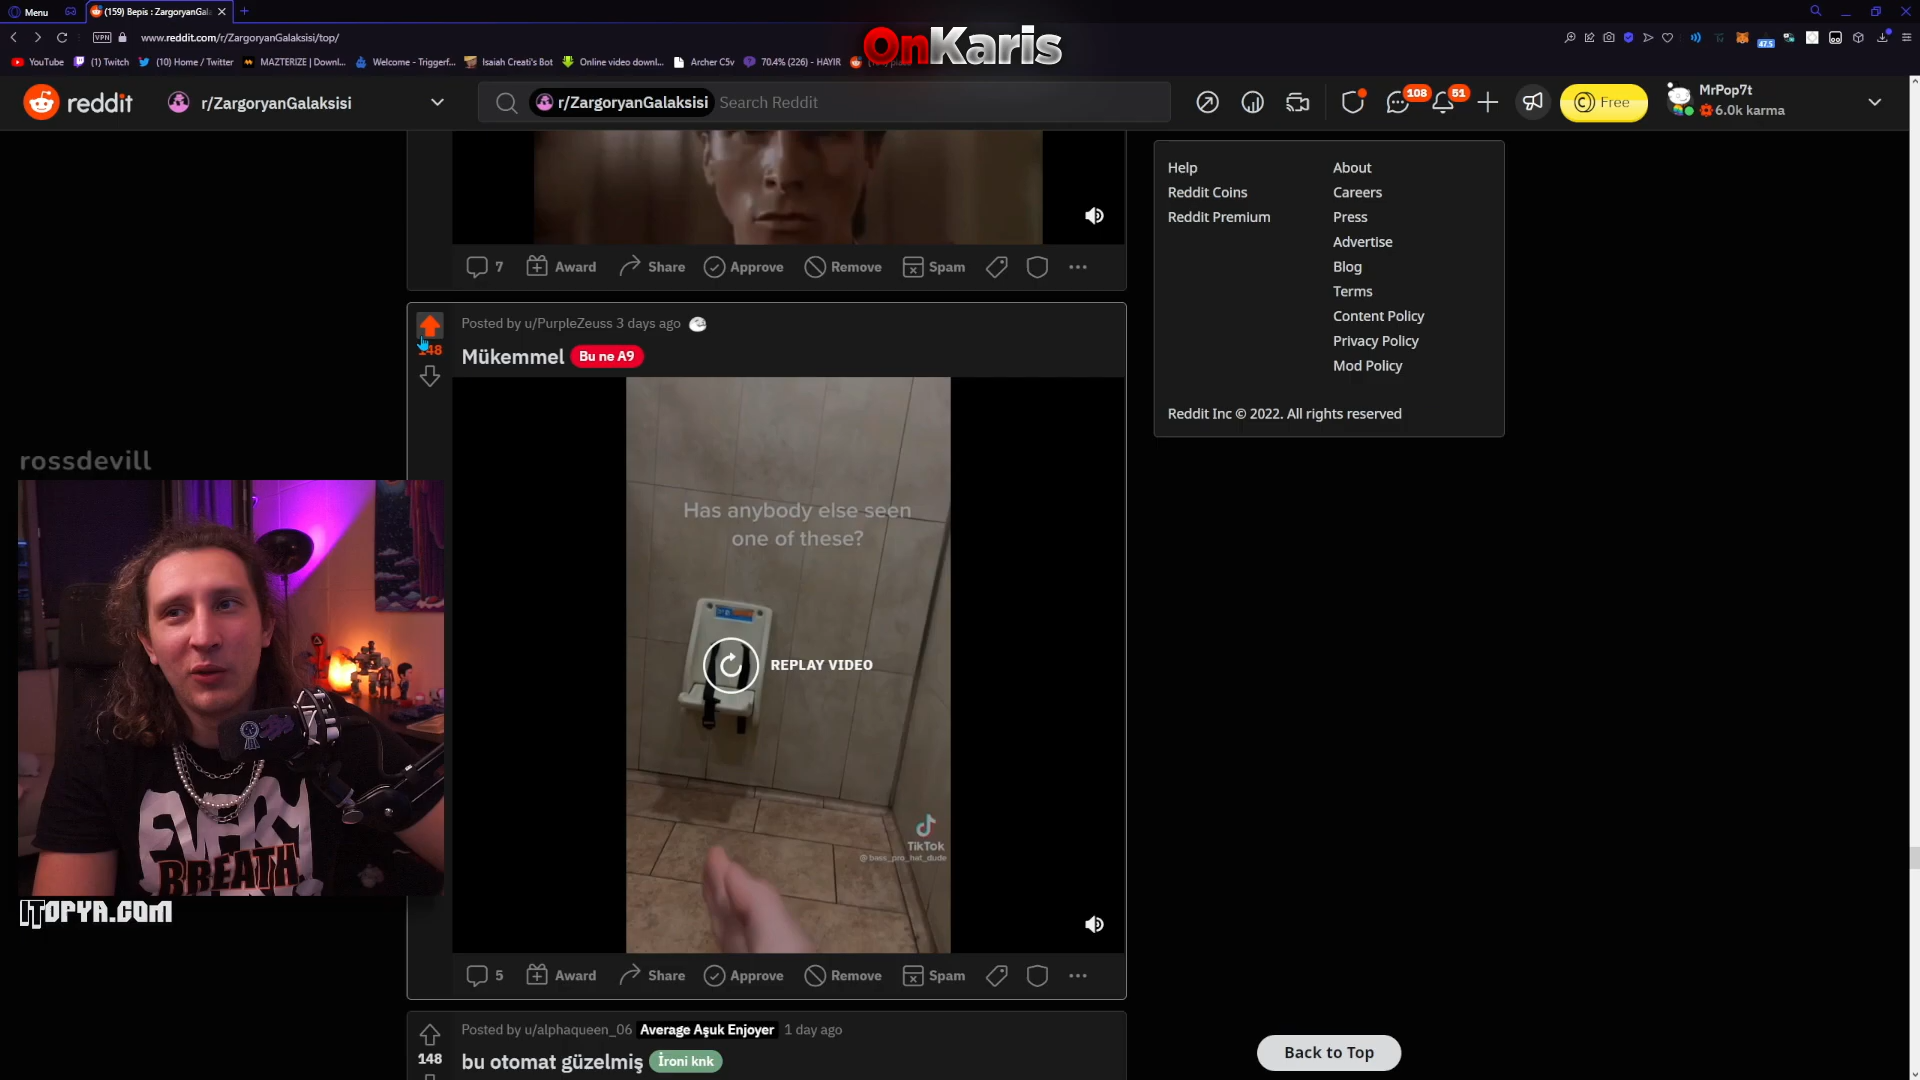 Menu
(159) Bepis : ZargoryanGala
OnKaris
VPN
www.reddit.com/r/ZargoryanGalaksisi/top/
47.5
YouTube
(1) Twitch
(10) Home / Twitter
MAZTERIZE | Downl...
Welcome - Triggerf...
Isaiah Creati's Bot
Online video downl...
Archer C5v
70.4% (226) - HAYIR
reddit
r/ZargoryanGalaksisi
r/ZargoryanGalaksisi
Search Reddit
108
51
Free
MrPop7t
6.0k karma
7
Award
Share
Approve
Remove
Spam
Help
About
Reddit Coins
Careers
Reddit Premium
Press
Advertise
Blog
Terms
Content Policy
Privacy Policy
Mod Policy
Reddit Inc © 2022. All rights reserved
Posted by u/PurpleZeuss 3 days ago
148
Mükemmel
Bu ne A9
Has anybody else seen
one of these?
REPLAY VIDEO
TikTok
@bass_pro_hat_dude
rossdevill
BREATH
ITOPYA.COM
5
Award
Share
Approve
Remove
Spam
Posted by u/alphaqueen_06
Average Aşuk Enjoyer
1 day ago
148
bu otomat güzelmiş
İroni knk
Back to Top